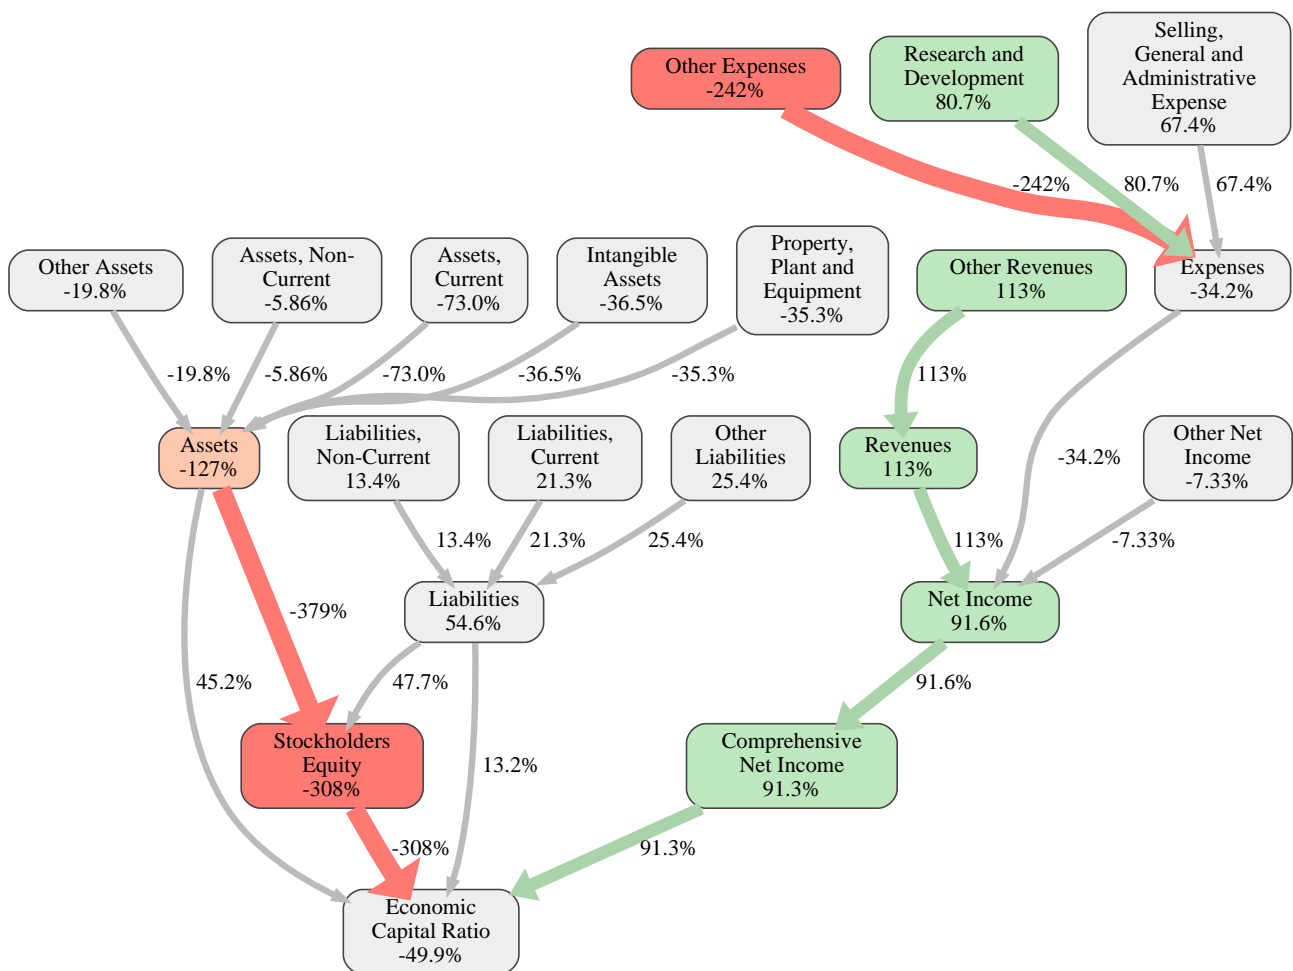 Selling,
General and
Administrative
Expense
67.4%
Research and
Development
80.7%
Other Expenses
-242%
-242%
80.7%
67.4%
Other Assets
-19.8%
Assets, Non-
Current
-5.86%
Assets,
Current
-73.0%
Intangible
Assets
-36.5%
Property,
Plant and
Equipment
-35.3%
Other Revenues
113%
Expenses
-34.2%
-19.8%
-5.86%
-73.0%
-36.5%
-35.3%
113%
Assets
-127%
Liabilities,
Non-Current
13.4%
Liabilities,
Current
21.3%
Other
Liabilities
25.4%
Revenues
113%
-34.2%
Other Net
Income
-7.33%
13.4%
21.3%
25.4%
113%
-7.33%
-379%
Liabilities
54.6%
Net Income
91.6%
45.2%
47.7%
91.6%
Stockholders
Equity
-308%
13.2%
Comprehensive
Net Income
91.3%
-308%
91.3%
Economic
Capital Ratio
-49.9%